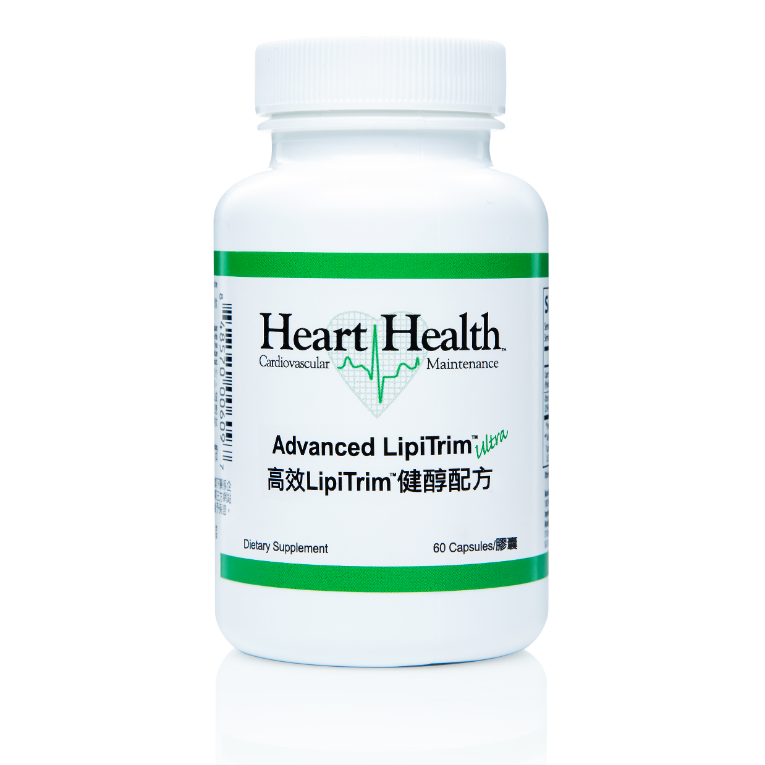 Heart Health™
Cardiovascular Maintenance
Advanced LipiTrim™ Ultra
高效LipiTrim™健醇配方
Dietary Supplement 60 Capsules/膠囊